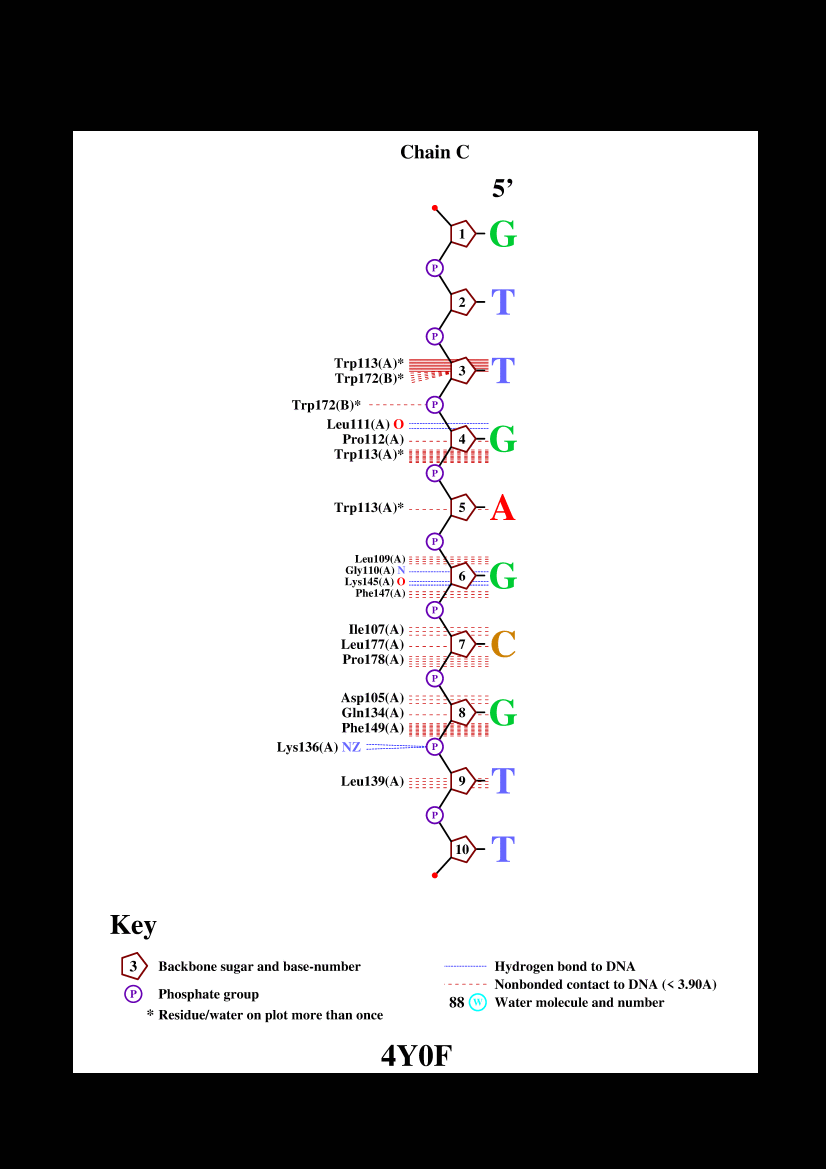 Chain C
5’
1 G
P
2 T
P
Trp113(A)*
3 T
Trp172(B)*
Trp172(B)* P
Leu111(A) O
Pro112(A) 4 G
Trp113(A)*
P
Trp113(A)* 5 A
P
Leu109(A)
Gly110(A) N
6 G
Lys145(A) O
Phe147(A)
P
Ile107(A)
Leu177(A) 7 C
Pro178(A)
P
Asp105(A)
Gln134(A) 8 G
Phe149(A)
Lys136(A) NZ P
Leu139(A) 9 T
P
10 T
Key
3 Backbone sugar and base-number
P Phosphate group
* Residue/water on plot more than once
Hydrogen bond to DNA
Nonbonded contact to DNA (< 3.90A)
88 W Water molecule and number
4Y0F